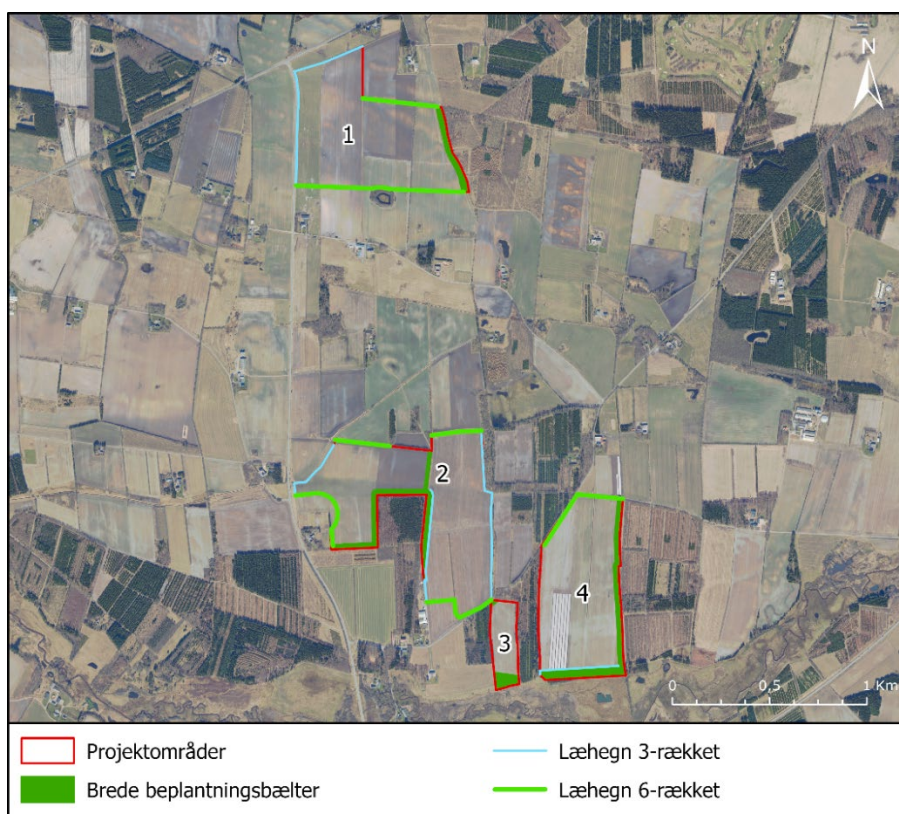 N
1
2
3
4
0 0,5 1 Km
Projektområder
Læhegn 3-rækket
Brede beplantningsbælter
Læhegn 6-rækket